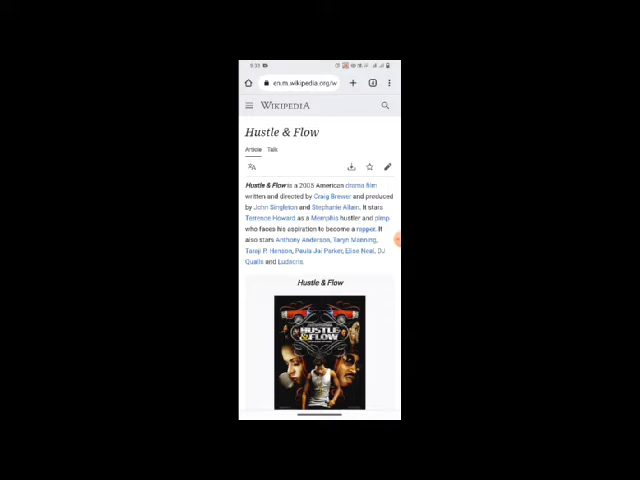 5:33
en.m.wikipedia.org/w
WIKIPEDIA
Hustle & Flow
Article Talk
Hustle & Flow is a 2005 American drama film
written and directed by Craig Brewer and produced
by John Singleton and Stephanie Allain. It stars
Terrence Howard as a Memphis hustler and pimp
who faces his aspiration to become a rapper. It
also stars Anthony Anderson, Taryn Manning,
Taraji P. Henson, Paula Jai Parker, Elise Neal, DJ
Qualls and Ludacris.
Hustle & Flow
HUSTLE
& FLOW